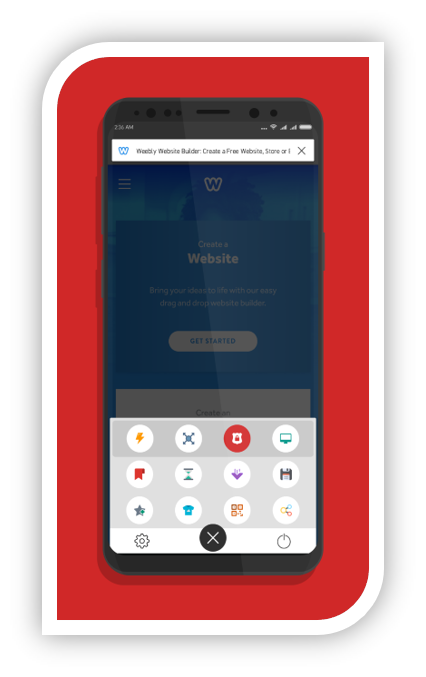 2:36 AM
Weebly Website Builder: Create a Free Website, Store or
Create a
Website
Bring your ideas to life with our easy
drag and drop website builder.
GET STARTED
Create an